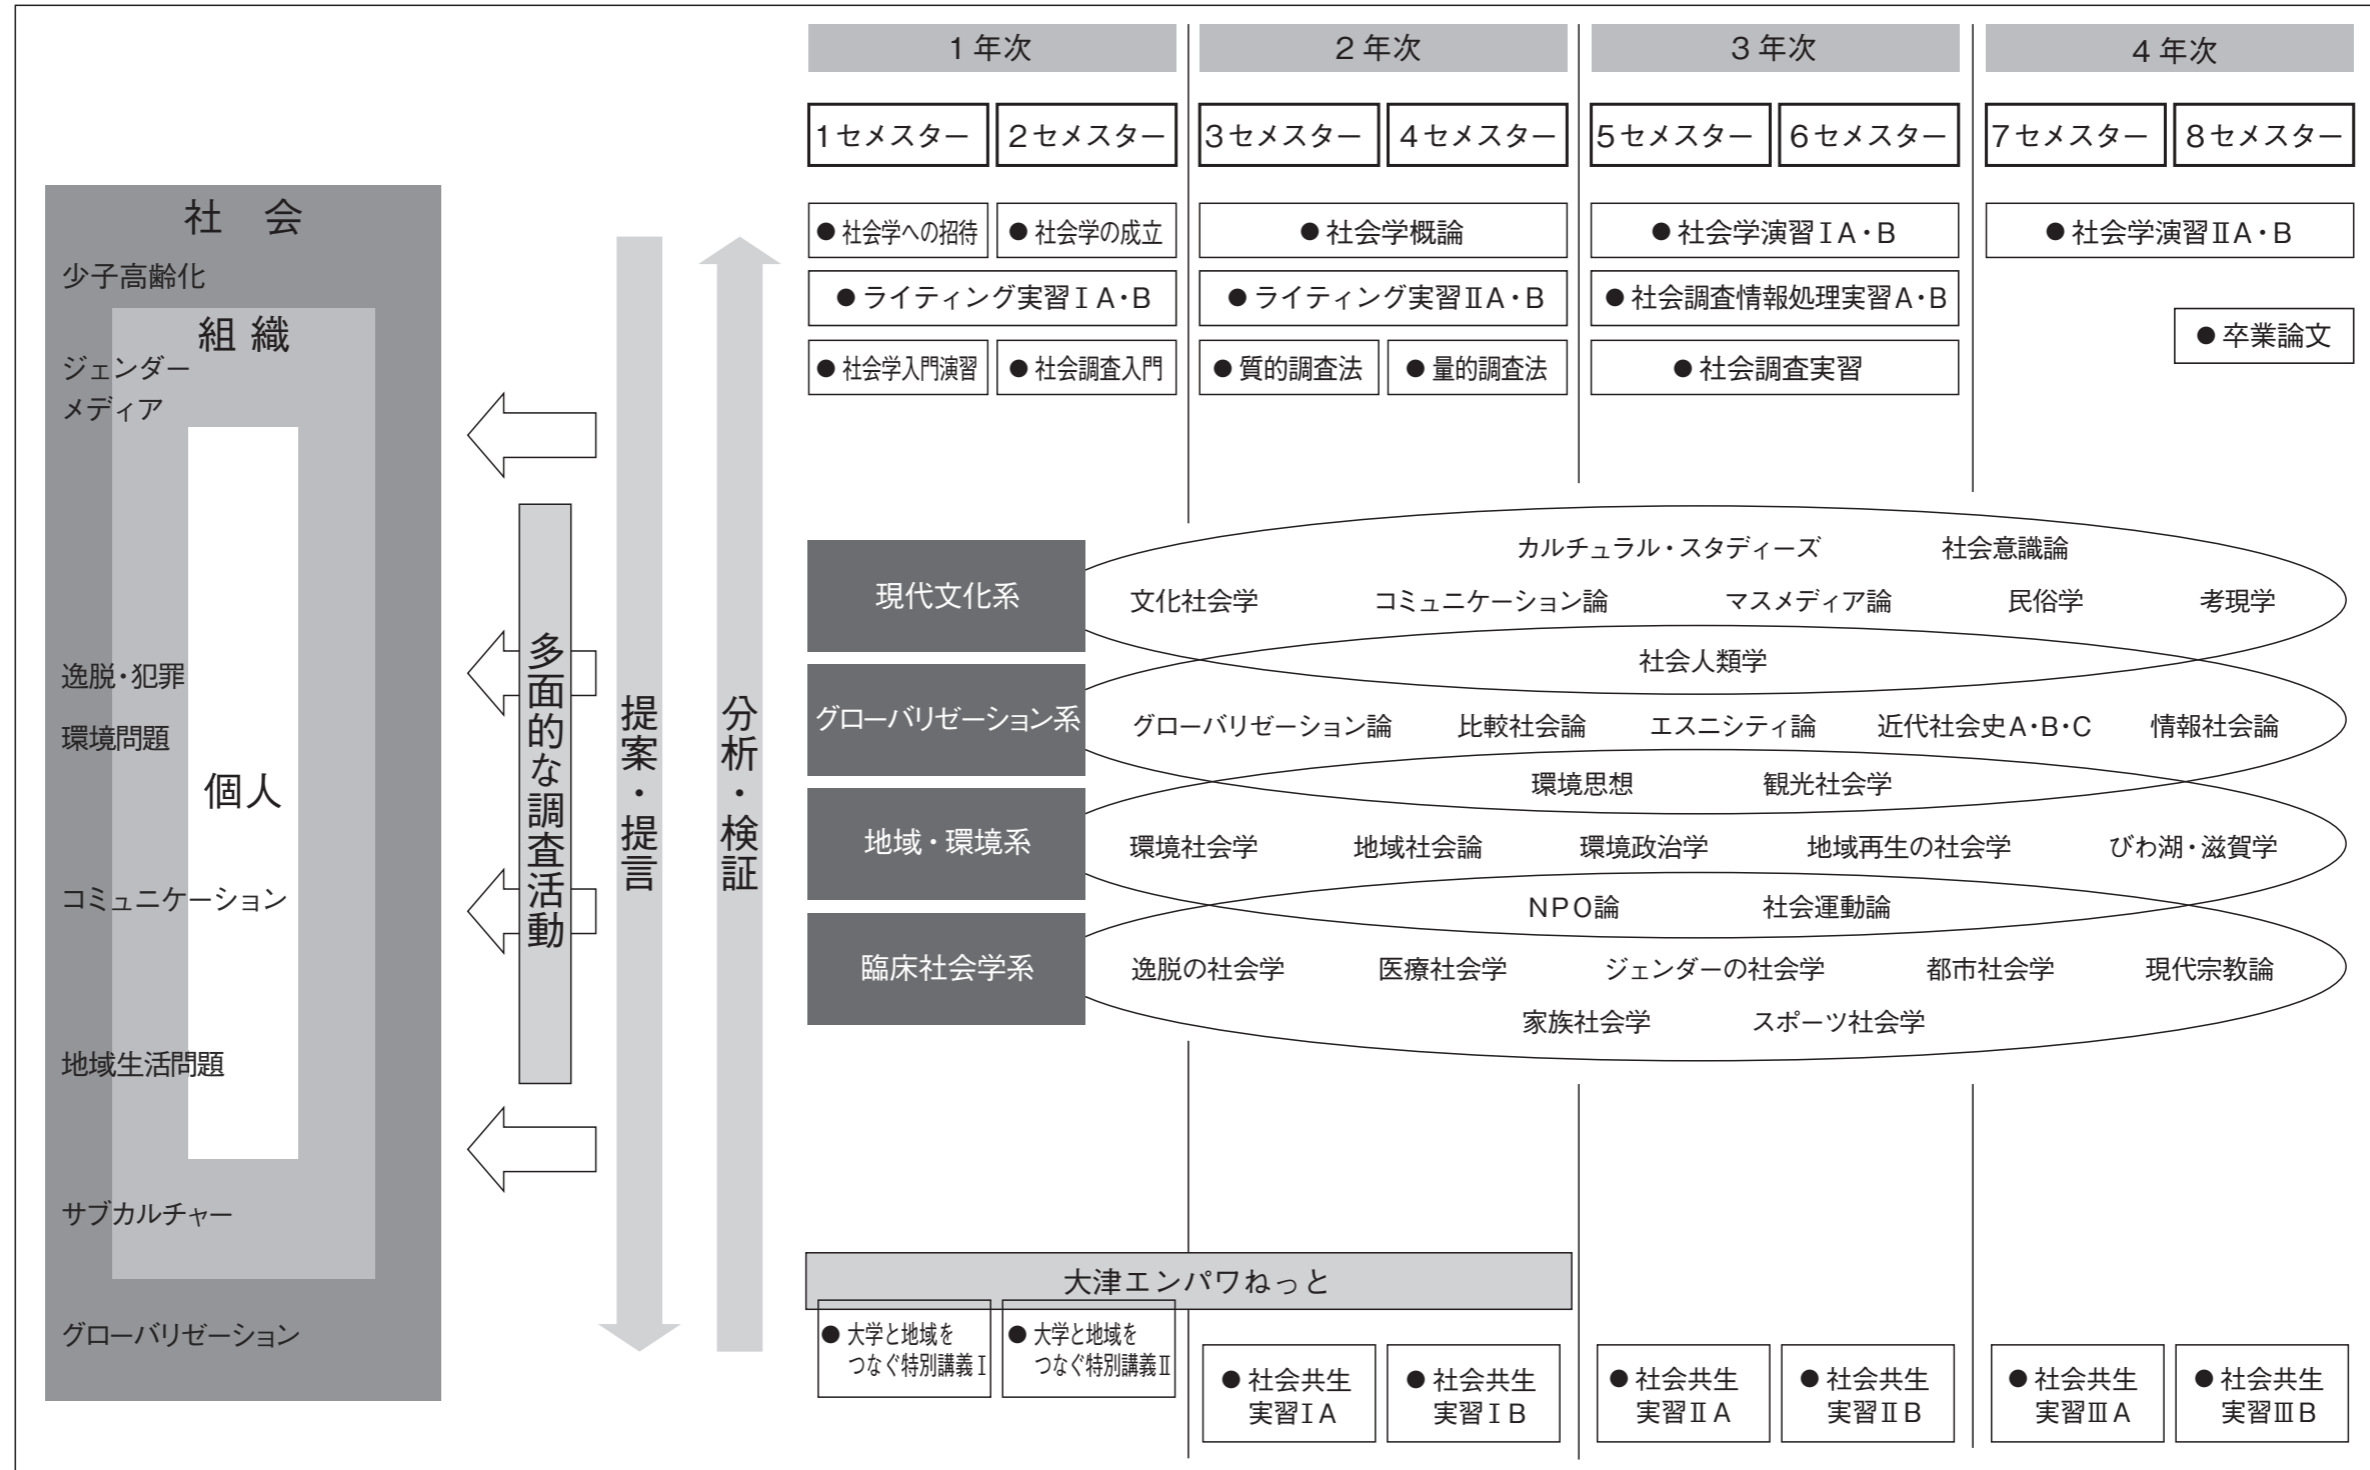 1年次
2年次
3年次
4年次
1セメスター
2セメスター
3セメスター
4セメスター
5セメスター
6セメスター
7セメスター
8セメスター
●社会学への招待
●社会学の成立
●社会学概論
●社会学演習ⅠA・B
●社会学演習ⅡA・B
●ライティング実習ⅠA・B
●ライティング実習ⅡA・B
●社会調査情報処理実習A・B
●卒業論文
●社会学入門演習
●社会調査入門
●質的調査法
●量的調査法
●社会調査実習
社 会
少子高齢化
組織
ジェンダー
メディア
逸脱・犯罪
環境問題
個人
コミュニケーション
地域生活問題
サブカルチャー
グローバリゼーション
多面的な調査活動
提案・提言
分析・検証
現代文化系
カルチュラル・スタディーズ
社会意識論
文化社会学
コミュニケーション論
マスメディア論
民俗学
考現学
社会人類学
グローバリゼーション系
グローバリゼーション論
比較社会論
エスニシティ論
近代社会史A・B・C
情報社会論
環境思想
観光社会学
地域・環境系
環境社会学
地域社会論
環境政治学
地域再生の社会学
びわ湖・滋賀学
NPO論
社会運動論
臨床社会学系
逸脱の社会学
医療社会学
ジェンダーの社会学
都市社会学
現代宗教論
家族社会学
スポーツ社会学
大津エンパワねっと
●大学と地域を
つなぐ特別講義Ⅰ
●大学と地域を
つなぐ特別講義Ⅱ
●社会共生
実習ⅠA
●社会共生
実習ⅠB
●社会共生
実習ⅡA
●社会共生
実習ⅡB
●社会共生
実習ⅢA
●社会共生
実習ⅢB